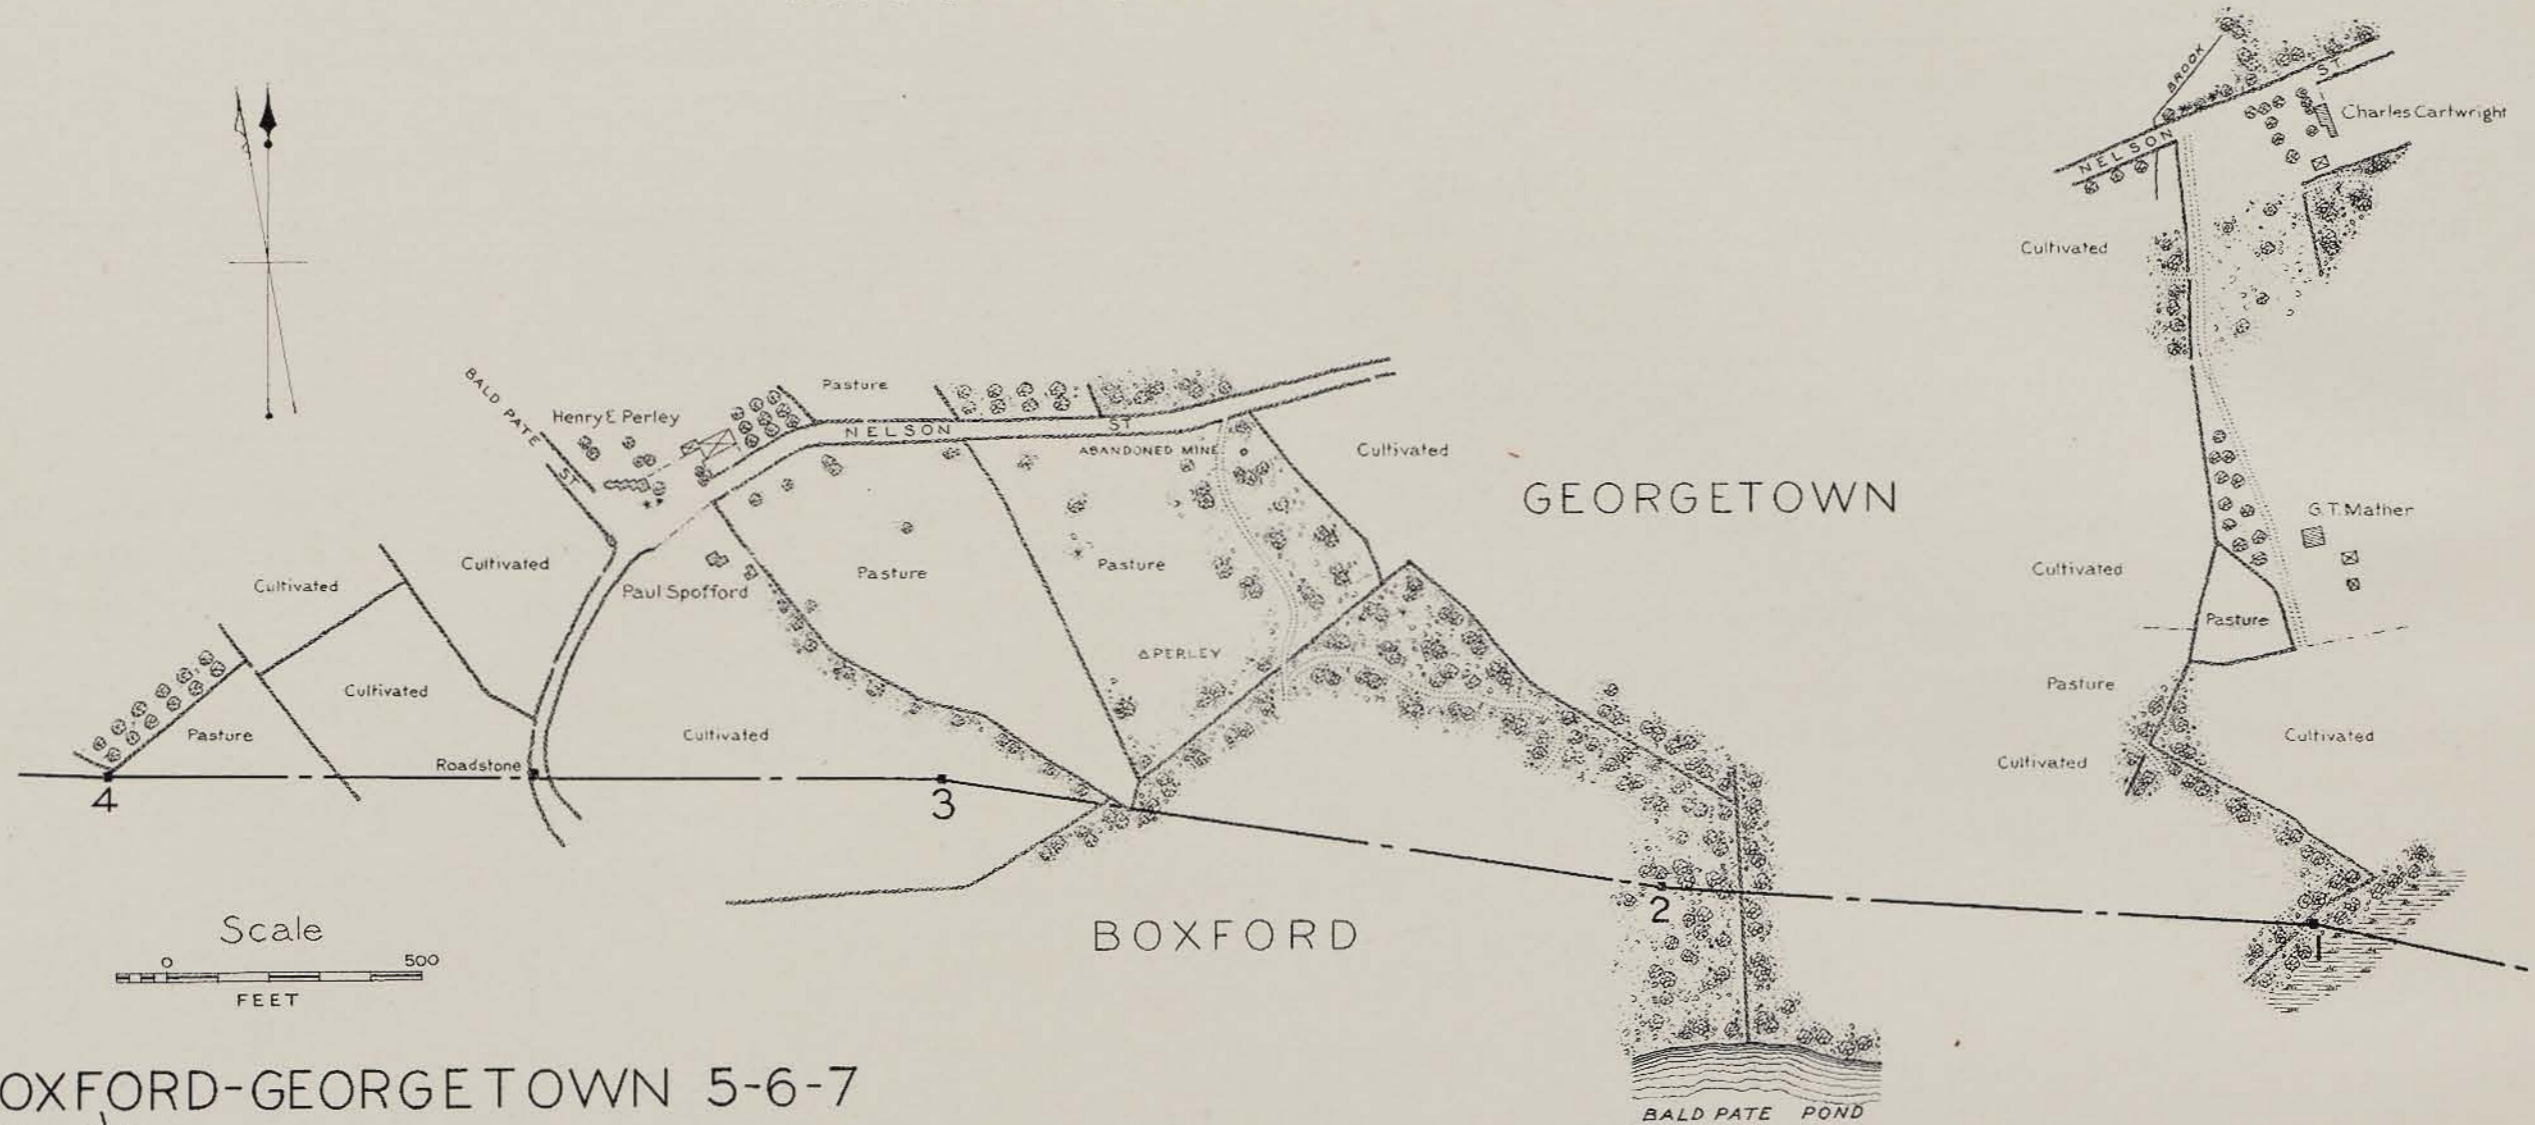 BROOK
ST.
Charles Cartwright
NELSON
Cultivated
BALD PATE
ST
Henry E Perley
Pasture
NELSON
ST
ABANDONED MINE
Cultivated
GEORGETOWN
G.T. Mather
Cultivated
Cultivated
Paul Spofford
Pasture
Pasture
Cultivated
Pasture
△PERLEY
Cultivated
Pasture
Pasture
Roadstone
Cultivated
Cultivated
Cultivated
4
3
2
1
Scale
0
500
FEET
BOXFORD
OXFORD-GEORGETOWN 5-6-7
BALD PATE POND